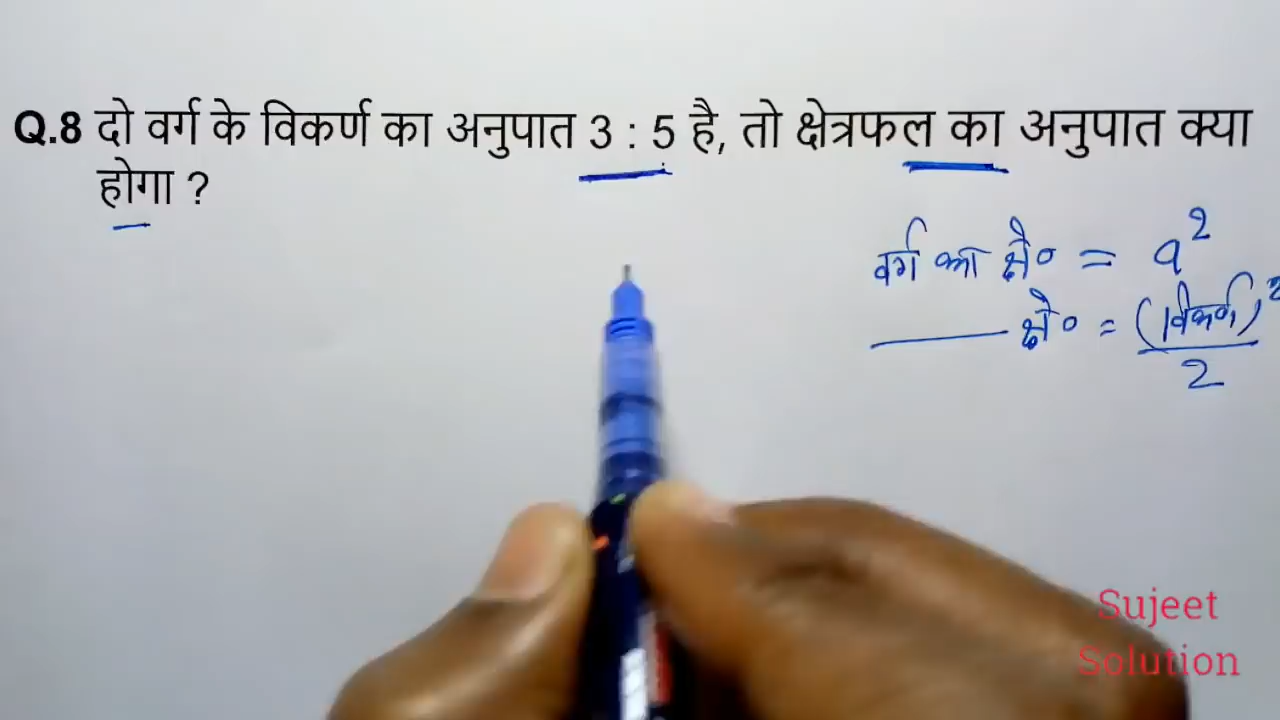 Q.8 दो वर्ग के विकर्ण का अनुपात 3 : 5 है, तो क्षेत्रफल का अनुपात क्या
होगा ?
वर्ग का क्षे० = a²
क्षे० = (विकर्ण)²
2
Sujeet
Solution